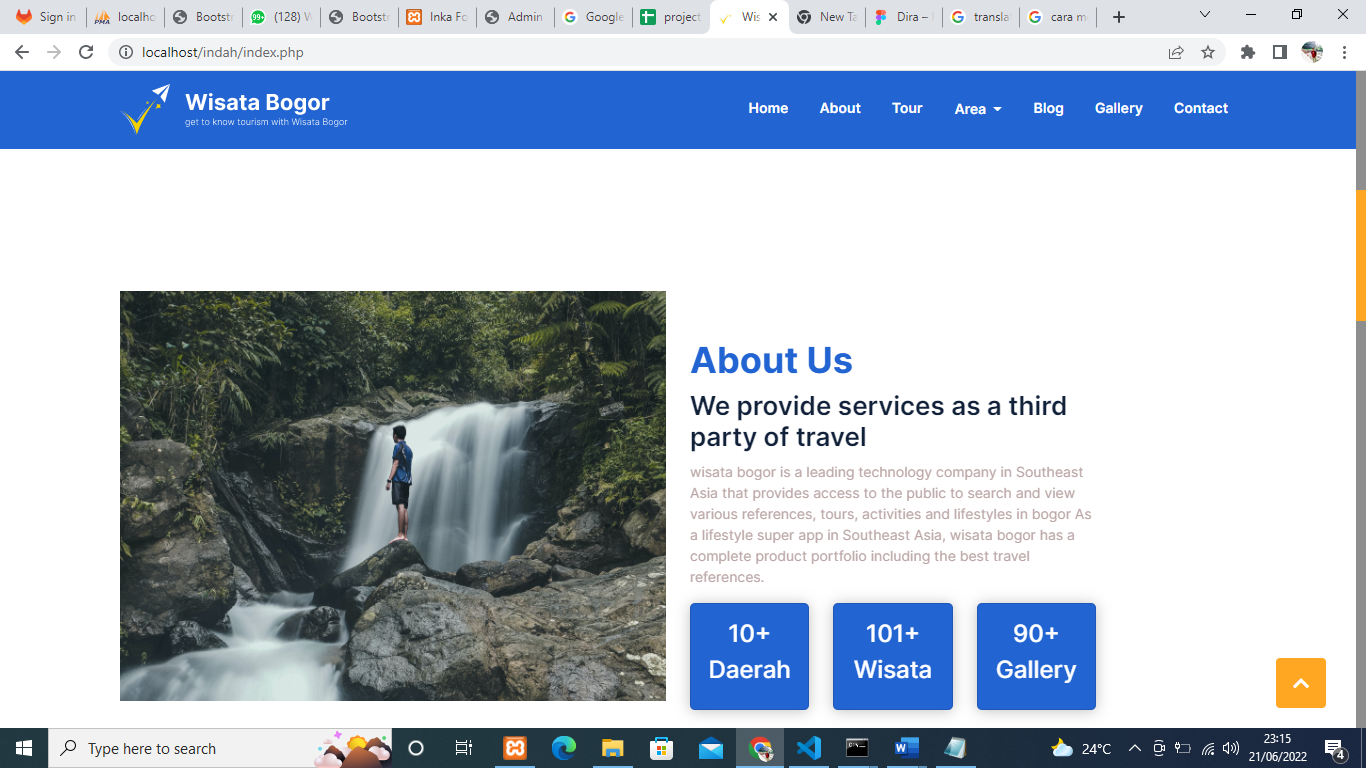 Sign in
localho
Bootstr
(128) W
Bootstr
Inka Fo
Admin
Google
project
Wis
New Ta
Dira –
translat
cara m
localhost/indah/index.php
Wisata Bogor
get to know tourism with Wisata Bogor
Home
About
Tour
Area
Blog
Gallery
Contact
About Us
We provide services as a third
party of travel
wisata bogor is a leading technology company in Southeast
Asia that provides access to the public to search and view
various references, tours, activities and lifestyles in bogor As
a lifestyle super app in Southeast Asia, wisata bogor has a
complete product portfolio including the best travel
references.
10+
Daerah
101+
Wisata
90+
Gallery
Type here to search
24°C
23:15
21/06/2022
4